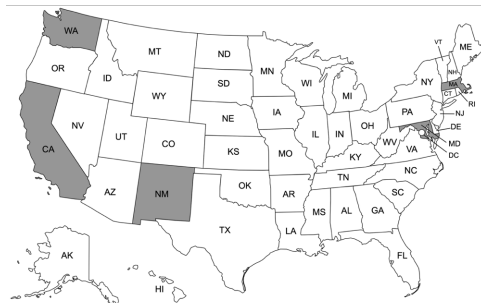 WA
MT
ND
MN
VT
ME
OR
ID
SD
WI
MI
NY
NH
MA
CT
RI
WY
NE
IA
PA
NJ
NV
UT
CO
IL
IN
OH
DE
MD
DC
CA
KS
MO
KY
WV
VA
AZ
NM
OK
AR
TN
NC
SC
TX
LA
MS
AL
GA
FL
AK
HI